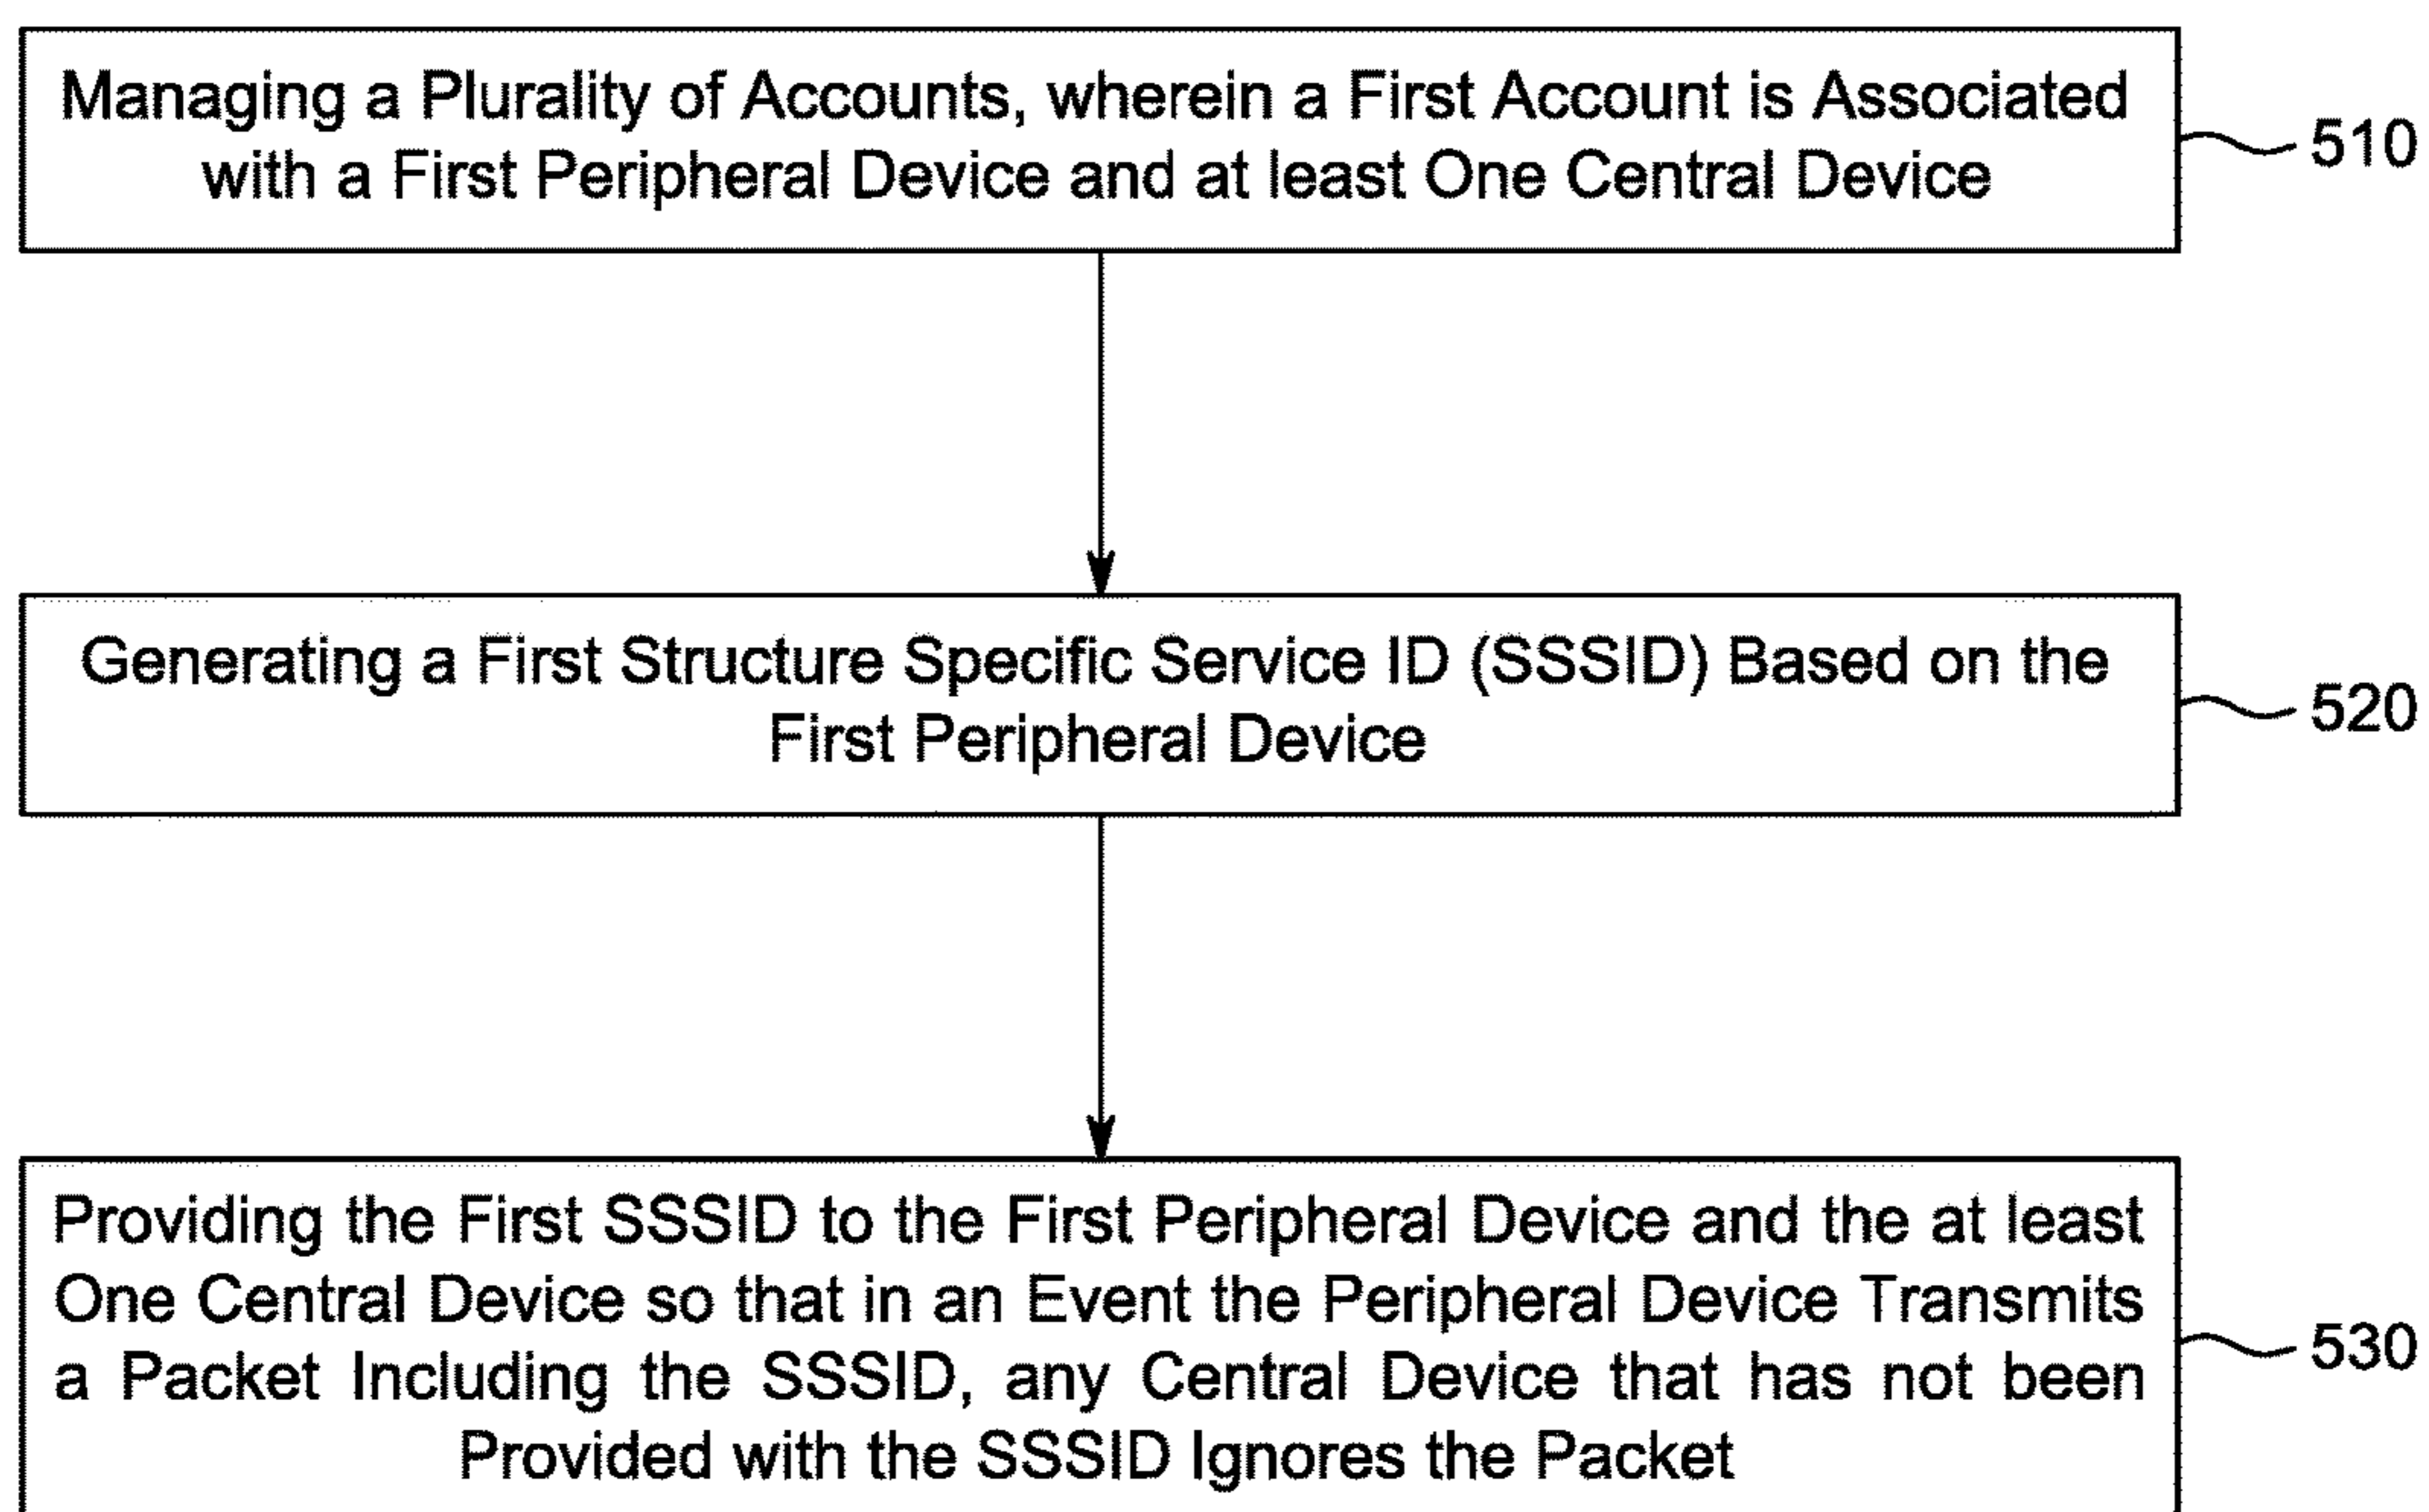 Managing a Plurality of Accounts, wherein a First Account is Associated
with a First Peripheral Device and at least One Central Device
510
Generating a First Structure Specific Service ID (SSSID) Based on the
First Peripheral Device
520
Providing the First SSSID to the First Peripheral Device and the at least
One Central Device so that in an Event the Peripheral Device Transmits
a Packet Including the SSSID, any Central Device that has not been
Provided with the SSSID Ignores the Packet
530